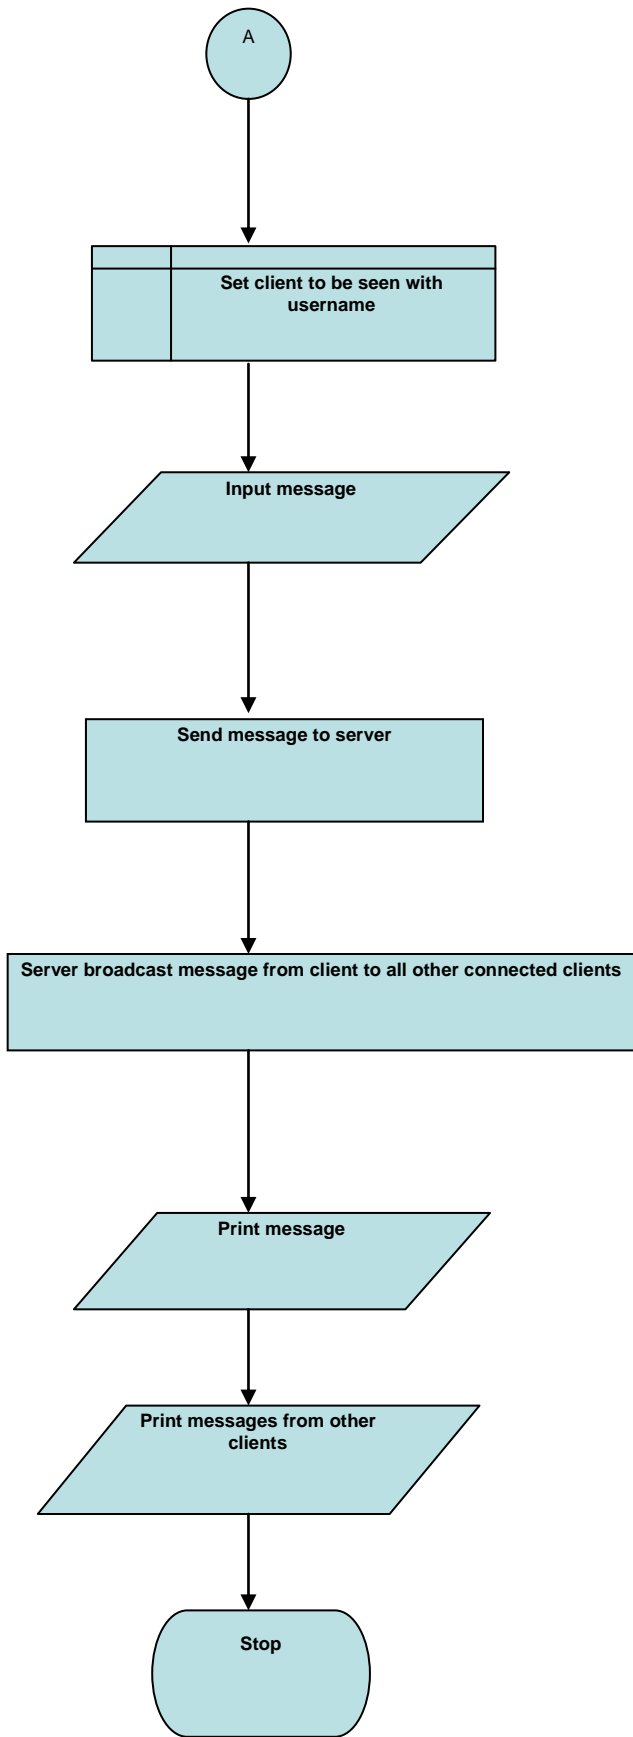 A
Set client to be seen with
username
Input message
Send message to server
Server broadcast message from client to all other connected clients
Print message
Print messages from other
clients
Stop